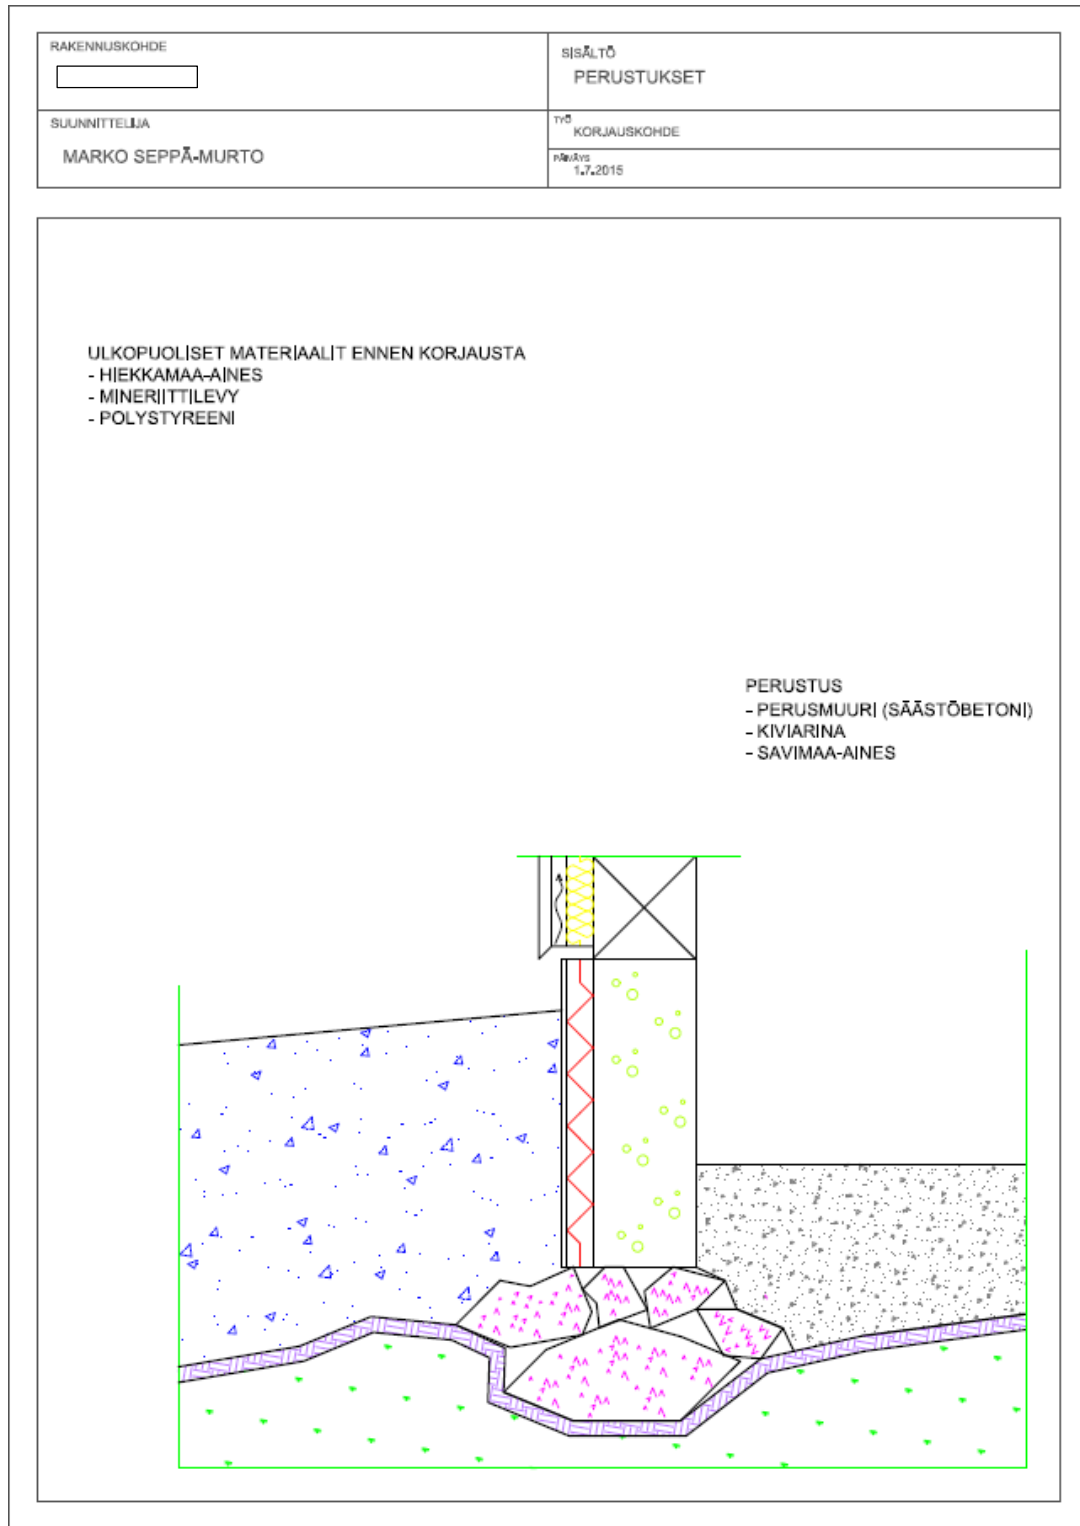 RAKENNUSKOHDE
SISÄLTÖ
PERUSTUKSET
SUUNNITTELIJA
MARKO SEPPÄ-MURTO
TYÖ
KORJAUSKOHDE
PÄIVÄYS
1.7.2015
ULKOPUOLISET MATERIAALIT ENNEN KORJAUSTA
- HIEKKAMAA-AINES
- MINERIITTILEVY
- POLYSTYREENI
PERUSTUS
- PERUSMUURI (SÄÄSTÖBETONI)
- KIVIARINA
- SAVIMAA-AINES